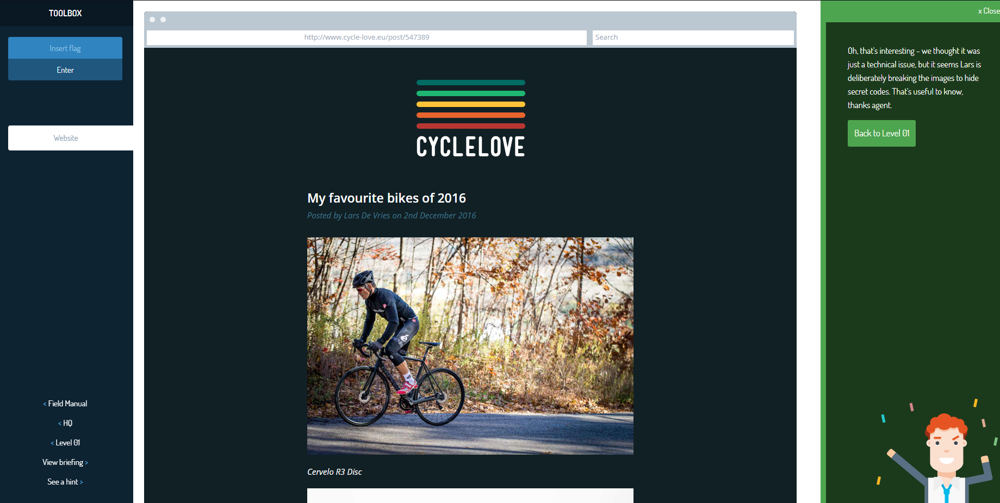 TOOLBOX
Insert flag
Enter
Website
< Field Manual
< HQ
< Level 01
View briefing >
See a hint >
http://www.cycle-love.eu/post/547389
Search
CYCLELOVE
My favourite bikes of 2016
Posted by Lars De Vries on 2nd December 2016
Cervelo R3 Disc
x Close
Oh, that's interesting - we thought it was
just a technical issue, but it seems Lars is
deliberately breaking the images to hide
secret codes. That's useful to know,
thanks agent.
Back to Level 01